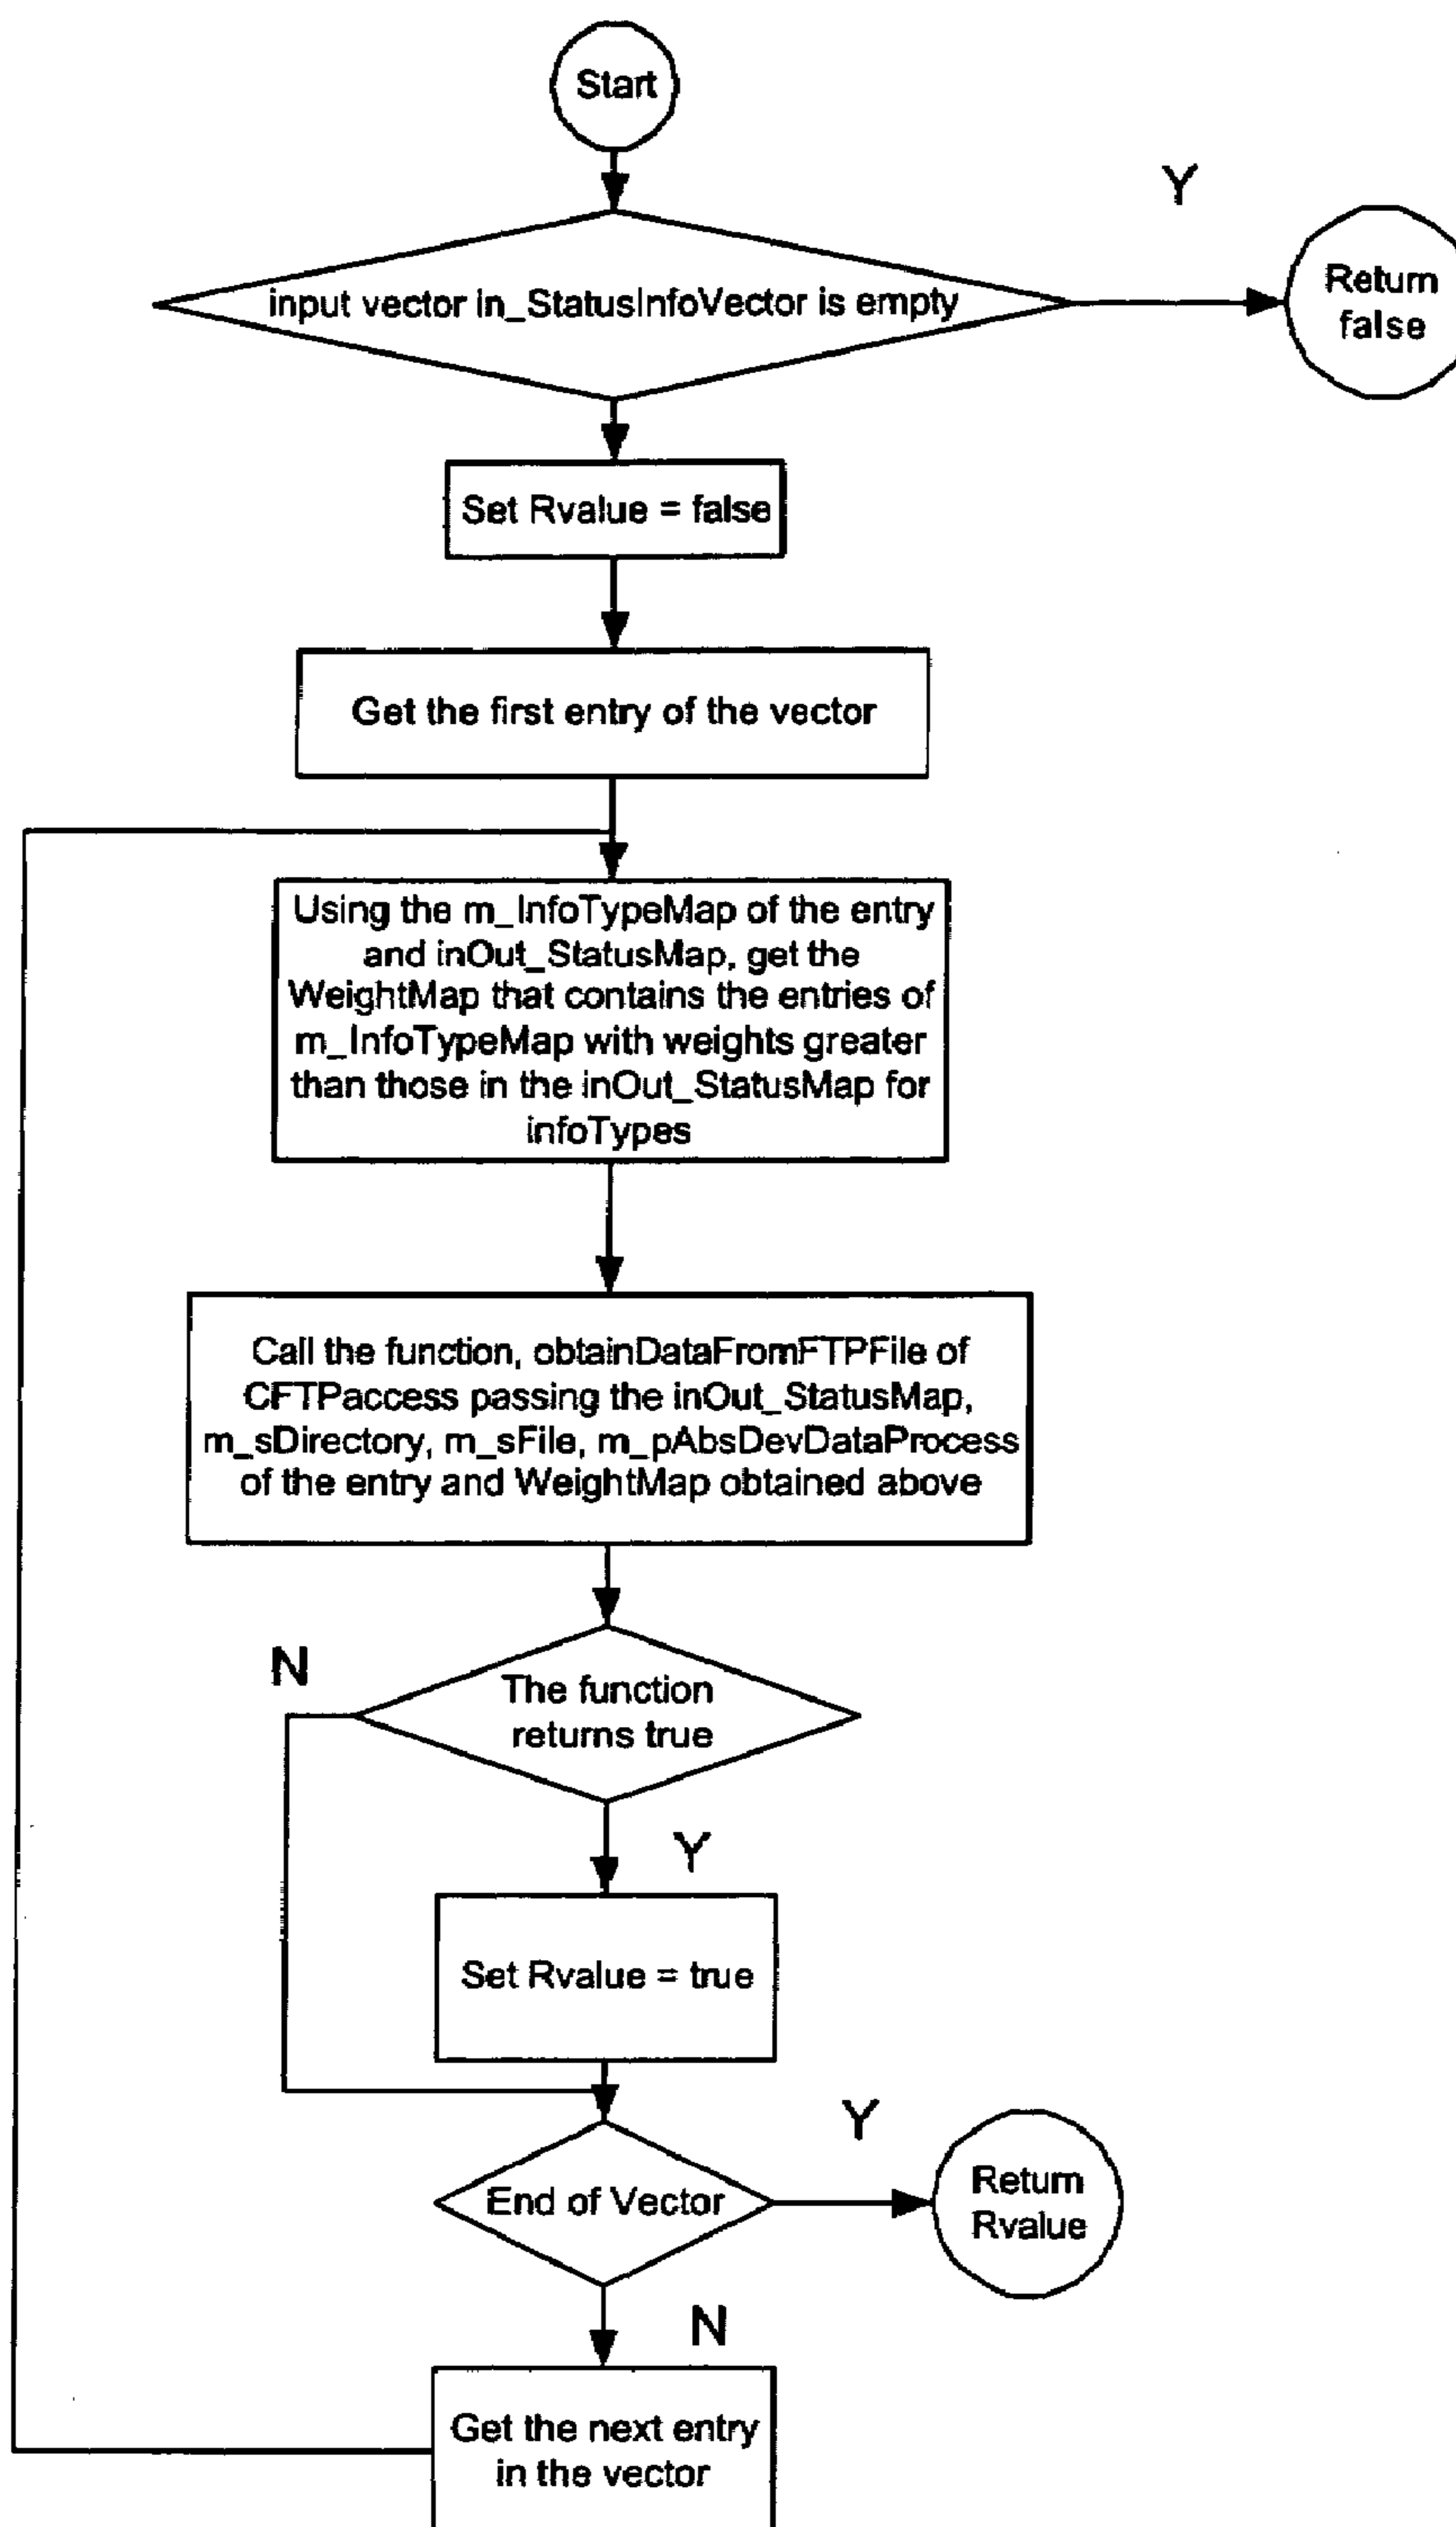 Start
Y
input vector in_StatusInfoVector is empty
Return
false
Set Rvalue = false
Get the first entry of the vector
Using the m_InfoTypeMap of the entry
and inOut_StatusMap, get the
WeightMap that contains the entries of
m_InfoTypeMap with weights greater
than those in the inOut_StatusMap for
infoTypes
Call the function, obtainDataFromFTPFile of
CFTPaccess passing the inOut_StatusMap,
m_sDirectory, m_sFile, m_pAbsDevDataProcess
of the entry and WeightMap obtained above
N
The function
returns true
Y
Set Rvalue = true
Y
End of Vector
Return
Rvalue
N
Get the next entry
in the vector